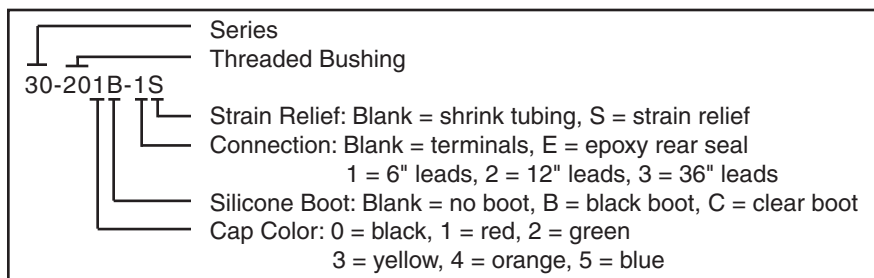 Series
Threaded Bushing
30-201B-1S
Strain Relief: Blank = shrink tubing, S = strain relief
Connection: Blank = terminals, E = epoxy rear seal
1 = 6" leads, 2 = 12" leads, 3 = 36" leads
Silicone Boot: Blank = no boot, B = black boot, C = clear boot
Cap Color: 0 = black, 1 = red, 2 = green
3 = yellow, 4 = orange, 5 = blue